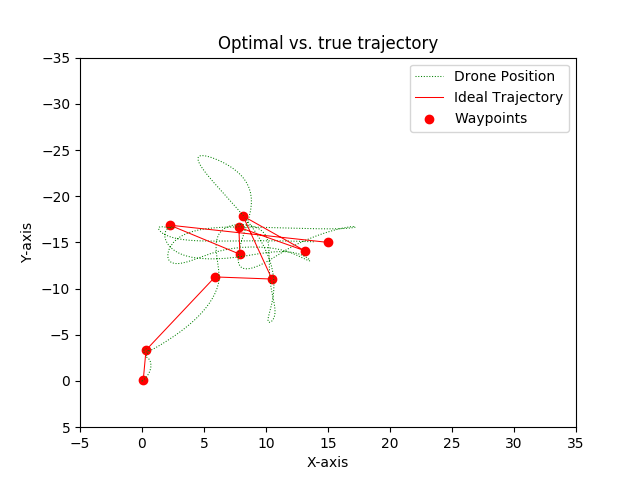 Optimal vs. true trajectory
Drone Position
Ideal Trajectory
Waypoints
Y-axis
−35
−30
−25
−20
−15
−10
−5
0
5
−5 0 5 10 15 20 25 30 35
X-axis